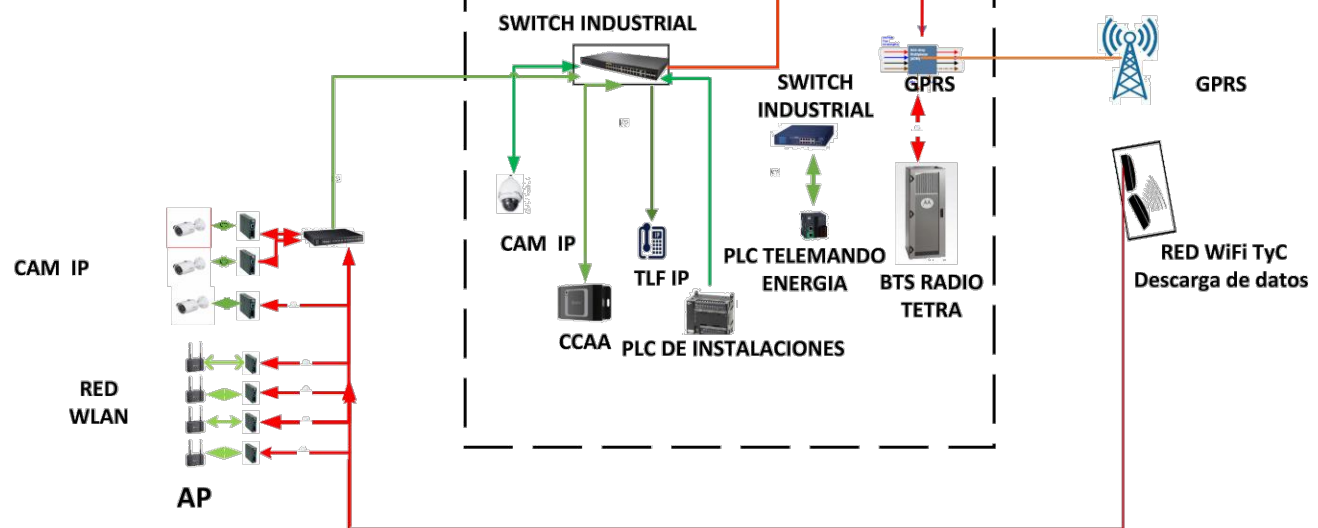 SWITCH INDUSTRIAL
SWITCH
INDUSTRIAL
GPRS
GPRS
CAM IP
CAM IP
TLF IP
PLC TELEMANDO
ENERGIA
BTS RADIO
TETRA
RED WiFi TyC
Descarga de datos
CCAA
PLC DE INSTALACIONES
RED
WLAN
AP